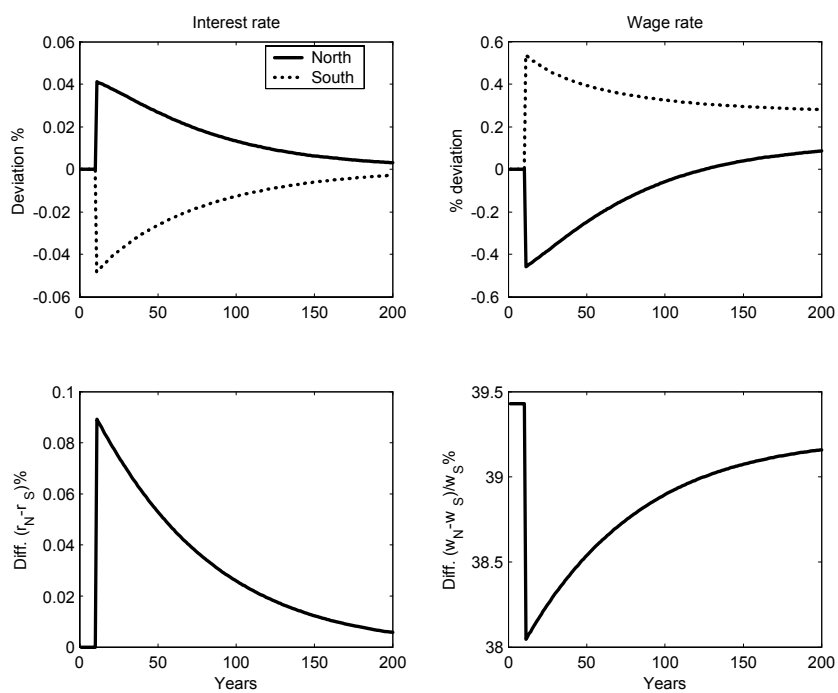 Interest rate
0.06
0.04
0.02
0
-0.02
-0.04
-0.06
Deviation %
North
South
0 50 100 150 200
Wage rate
0.6
0.4
0.2
0
-0.2
-0.4
-0.6
% deviation
0 50 100 150 200
0.1
0.08
0.06
0.04
0.02
0
Diff. (r_N-r_S)%
0 50 100 150 200
Years
39.5
39
38.5
38
Diff. (w_N-w_S)/w_S%
0 50 100 150 200
Years